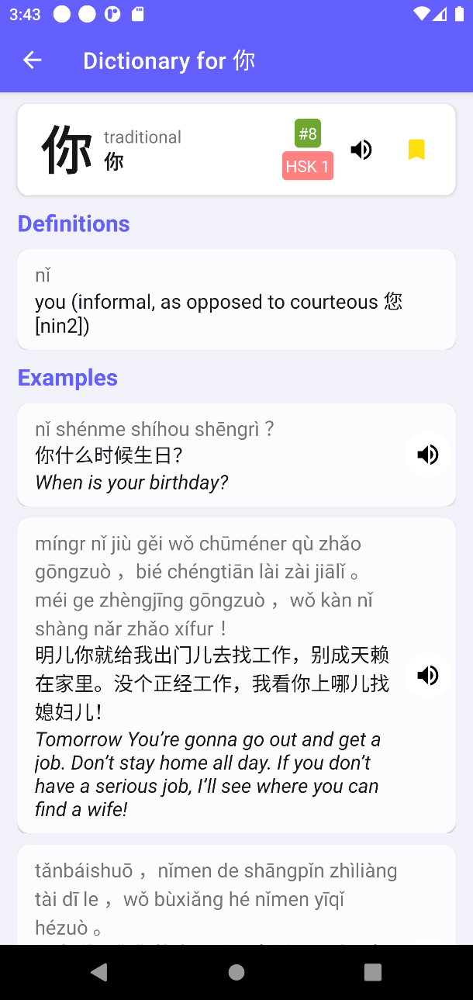 3:43
Dictionary for 你
你
traditional
你
#8
HSK 1
Definitions
nǐ
you (informal, as opposed to courteous 您
[nin2])
Examples
nǐ shénme shíhou shēngrì ？
你什么时候生日？
When is your birthday?
míngr nǐ jiù gěi wǒ chūméner qù zhǎo
gōngzuò ， bié chéngtiān lài zài jiālǐ 。
méi ge zhèngjīng gōngzuò ， wǒ kàn nǐ
shàng nǎr zhǎo xífur ！
明儿你就给我出门儿去找工作，别成天赖
在家里。没个正经工作，我看你上哪儿找
媳妇儿！
Tomorrow You’re gonna go out and get a
job. Don’t stay home all day. If you don’t
have a serious job, I’ll see where you can
find a wife!
tǎnbáishuō ， nǐmen de shāngpǐn zhìliàng
tài dī le ， wǒ bùxiǎng hé nǐmen yīqǐ
hézuò 。